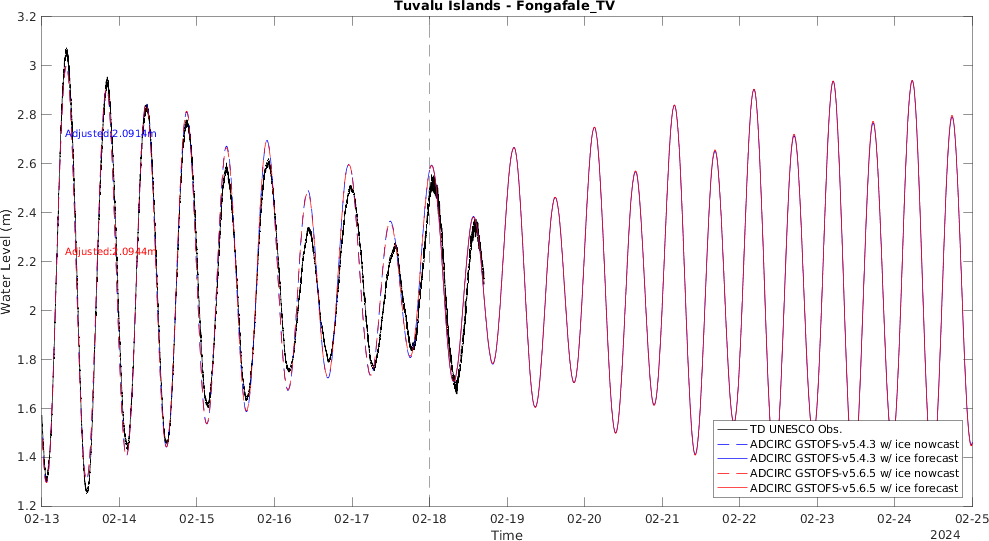 Tuvalu Islands - Fongafale_TV
3.2
3
2.8
2.6
2.4
2.2
2
1.8
1.6
1.4
1.2
Water Level (m)
Adjusted:2.0914m
Adjusted:2.0944m
TD UNESCO Obs.
ADCIRC GSTOFS-v5.4.3 w/ ice nowcast
ADCIRC GSTOFS-v5.4.3 w/ ice forecast
ADCIRC GSTOFS-v5.6.5 w/ ice nowcast
ADCIRC GSTOFS-v5.6.5 w/ ice forecast
02-13 02-14 02-15 02-16 02-17 02-18 02-19 02-20 02-21 02-22 02-23 02-24 02-25
Time
2024